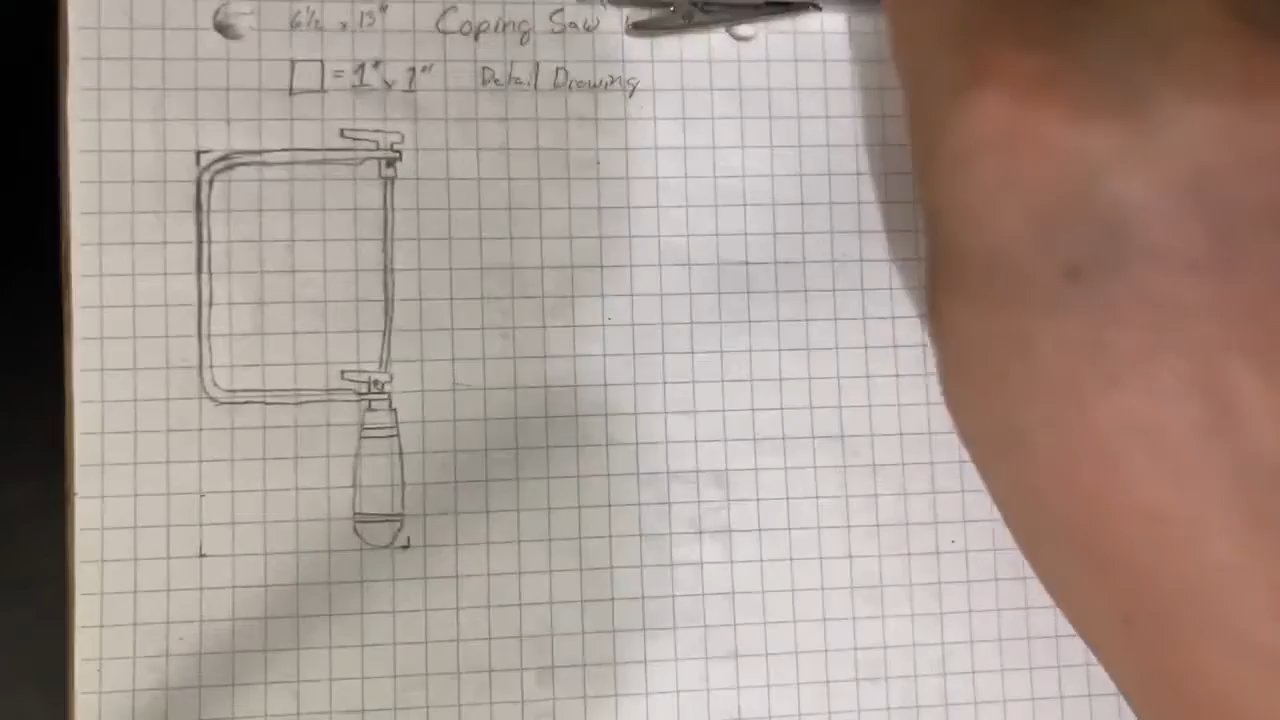 6½ x 13" Coping Saw
□ = 1" x 1" Detail Drawing